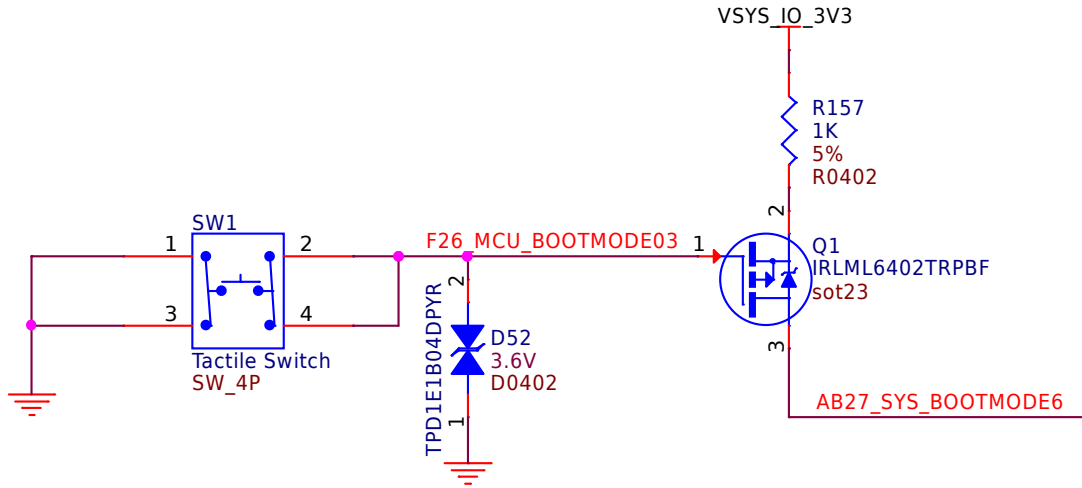 VSYS_IO_3V3
R157
1K
5%
R0402
2
SW1
1
2
F26_MCU_BOOTMODE03
1
Q1
IRLML6402TRPBF
sot23
3
4
2
TPD1E1B04DPYR
D52
3.6V
D0402
3
Tactile Switch
SW_4P
1
AB27_SYS_BOOTMODE6